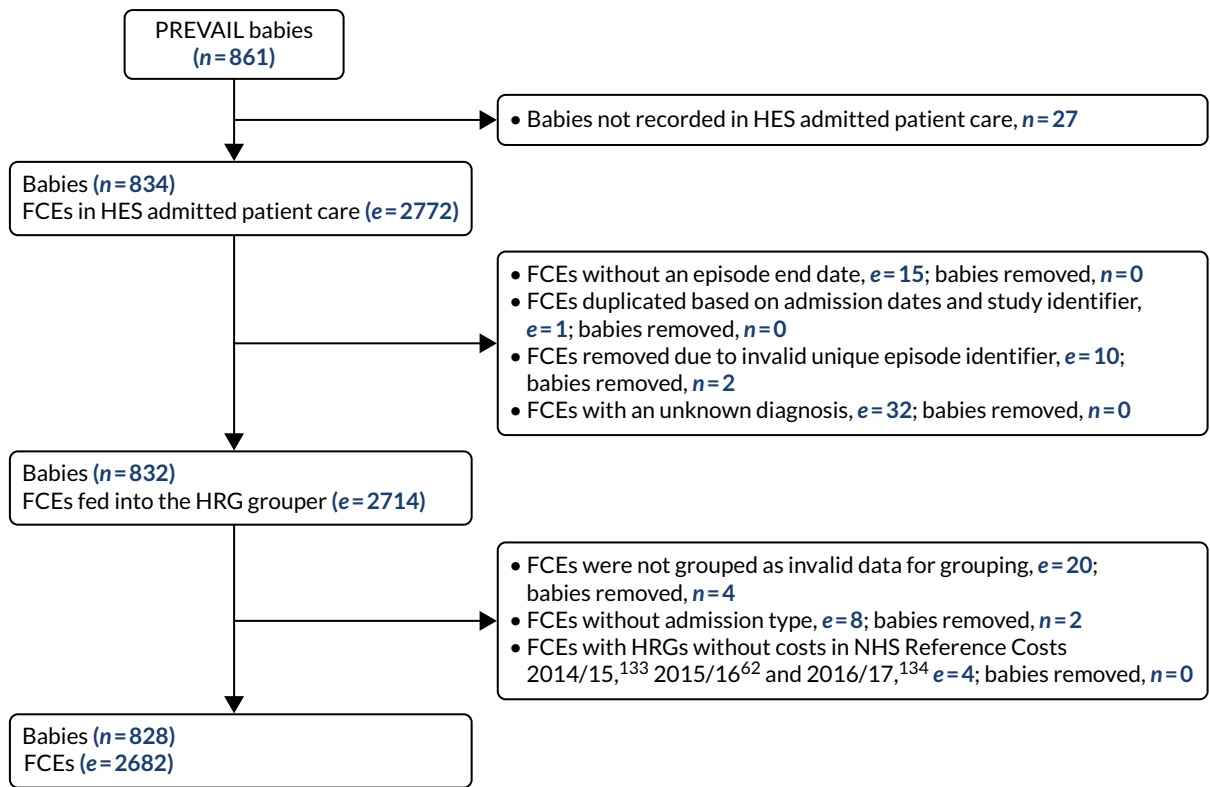 PREVAIL babies
(n=861)
• Babies not recorded in HES admitted patient care, n=27
Babies (n=834)
FCEs in HES admitted patient care (e=2772)
• FCEs without an episode end date, e=15; babies removed, n=0
• FCEs duplicated based on admission dates and study identifier,
e=1; babies removed, n=0
• FCEs removed due to invalid unique episode identifier, e=10;
babies removed, n=2
• FCEs with an unknown diagnosis, e=32; babies removed, n=0
Babies (n=832)
FCEs fed into the HRG grouper (e=2714)
• FCEs were not grouped as invalid data for grouping, e=20;
babies removed, n=4
• FCEs without admission type, e=8; babies removed, n=2
• FCEs with HRGs without costs in NHS Reference Costs
2014/15,133 2015/1662 and 2016/17,134 e=4; babies removed, n=0
Babies (n=828)
FCEs (e=2682)